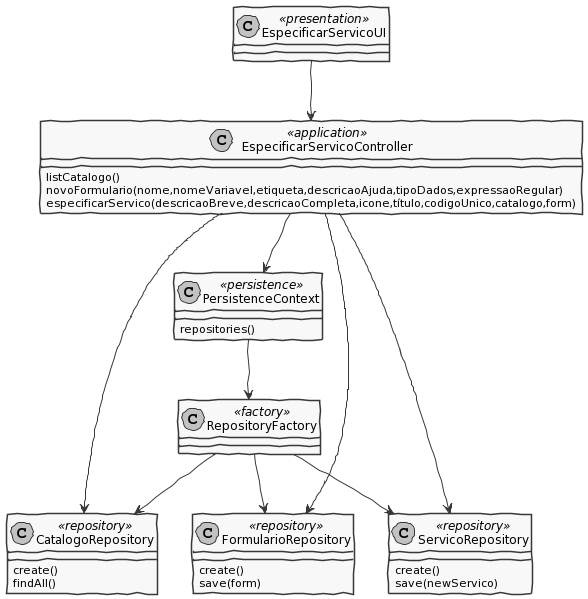 «presentation»
C EspecificarServicoUI
«application»
C EspecificarServicoController
listCatalogo()
novoFormulario(nome,nomeVariavel,etiqueta,descricaoAjuda,tipoDados,expressaoRegular)
especificarServico(descricaoBreve,descricaoCompleta,icone,título,codigoUnico,catalogo,form)
«persistence»
C PersistenceContext
repositories()
«factory»
C RepositoryFactory
«repository»
C CatalogoRepository
create()
findAll()
«repository»
C FormularioRepository
create()
save(form)
«repository»
C ServicoRepository
create()
save(newServico)